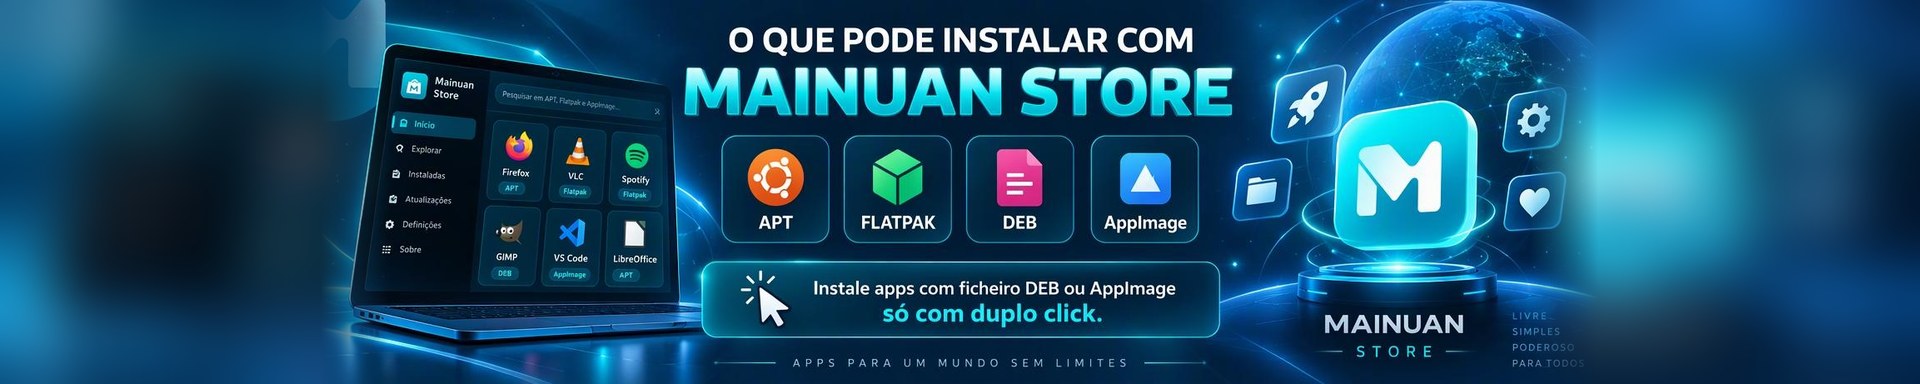 Mainuan
Store
Pesquisar em APT, Flatpak e AppImage...
Início
Explorar
Instaladas
Atualizações
Definições
Sobre
Firefox
APT
VLC
Flatpak
Spotify
Flatpak
GIMP
DEB
VS Code
AppImage
LibreOffice
APT
O QUE PODE INSTALAR COM
MAINUAN STORE
APT
FLATPAK
DEB
AppImage
Instale apps com ficheiro DEB ou AppImage
só com duplo click.
APPS PARA UM MUNDO SEM LIMITES
M
MAINUAN
STORE
LIVRE
SIMPLES
PODEROSO
PARA TODOS